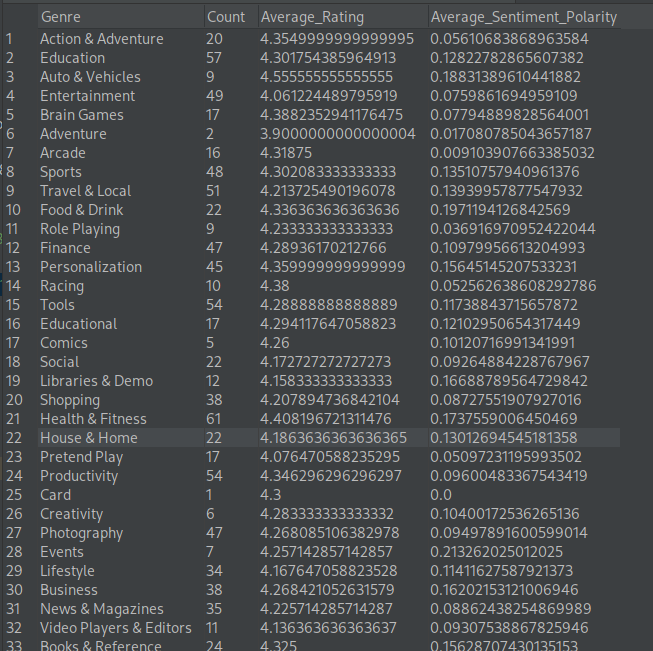 Genre Count Average_Rating Average_Sentiment_Polarity
1 Action & Adventure 20 4.3549999999999995 0.05610683868963584
2 Education 57 4.301754385964913 0.12822782865607382
3 Auto & Vehicles 9 4.555555555555555 0.18831389610441882
4 Entertainment 49 4.061224489795919 0.0759861694959109
5 Brain Games 17 4.3882352941176475 0.07794889828564001
6 Adventure 2 3.9000000000000004 0.017080785043657187
7 Arcade 16 4.31875 0.009103907663385032
8 Sports 48 4.302083333333333 0.13510757940961376
9 Travel & Local 51 4.213725490196078 0.13939957877547932
10 Food & Drink 22 4.336363636363636 0.1971194126842569
11 Role Playing 9 4.233333333333333 0.036916970952422044
12 Finance 47 4.28936170212766 0.10979956613204993
13 Personalization 45 4.359999999999999 0.15645145207533231
14 Racing 10 4.38 0.052562638608292786
15 Tools 54 4.28888888888889 0.11738843715657872
16 Educational 17 4.294117647058823 0.12102950654317449
17 Comics 5 4.26 0.10120716991341991
18 Social 22 4.172727272727273 0.09264884228767967
19 Libraries & Demo 12 4.158333333333333 0.16688789564729842
20 Shopping 38 4.207894736842104 0.08727551907927016
21 Health & Fitness 61 4.408196721311476 0.1737559006450469
22 House & Home 22 4.1863636363636365 0.13012694545181358
23 Pretend Play 17 4.076470588235295 0.05097231195993502
24 Productivity 54 4.346296296296297 0.09600483367543419
25 Card 1 4.3 0.0
26 Creativity 6 4.283333333333332 0.10400172536265136
27 Photography 47 4.268085106382978 0.09497891600599014
28 Events 7 4.257142857142857 0.213262025012025
29 Lifestyle 34 4.167647058823528 0.11411627587921373
30 Business 38 4.268421052631579 0.16202153121006946
31 News & Magazines 35 4.225714285714287 0.08862438254869989
32 Video Players & Editors 11 4.136363636363637 0.09307538867825946
33 Books & Reference 24 4.325 0.15628707430135153